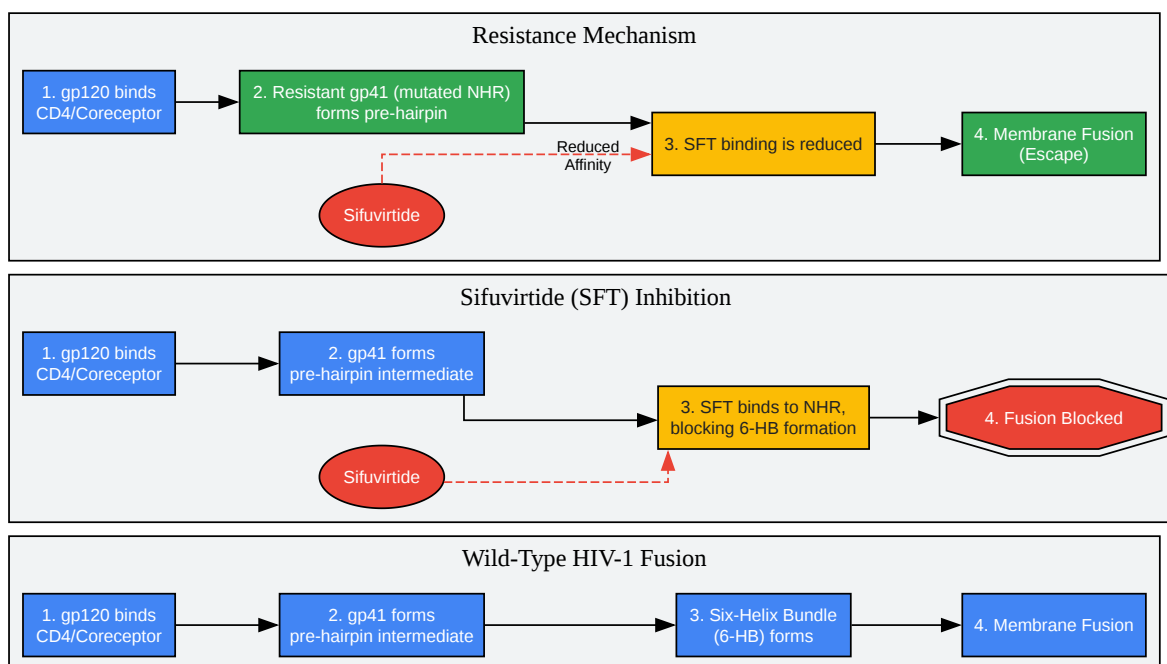 Resistance Mechanism
1. gp120 binds
CD4/Coreceptor
2. Resistant gp41 (mutated NHR)
forms pre-hairpin
Reduced
Affinity
3. SFT binding is reduced
4. Membrane Fusion
(Escape)
Sifuvirtide
Sifuvirtide (SFT) Inhibition
1. gp120 binds
CD4/Coreceptor
2. gp41 forms
pre-hairpin intermediate
3. SFT binds to NHR,
blocking 6-HB formation
4. Fusion Blocked
Sifuvirtide
Wild-Type HIV-1 Fusion
1. gp120 binds
CD4/Coreceptor
2. gp41 forms
pre-hairpin intermediate
3. Six-Helix Bundle
(6-HB) forms
4. Membrane Fusion